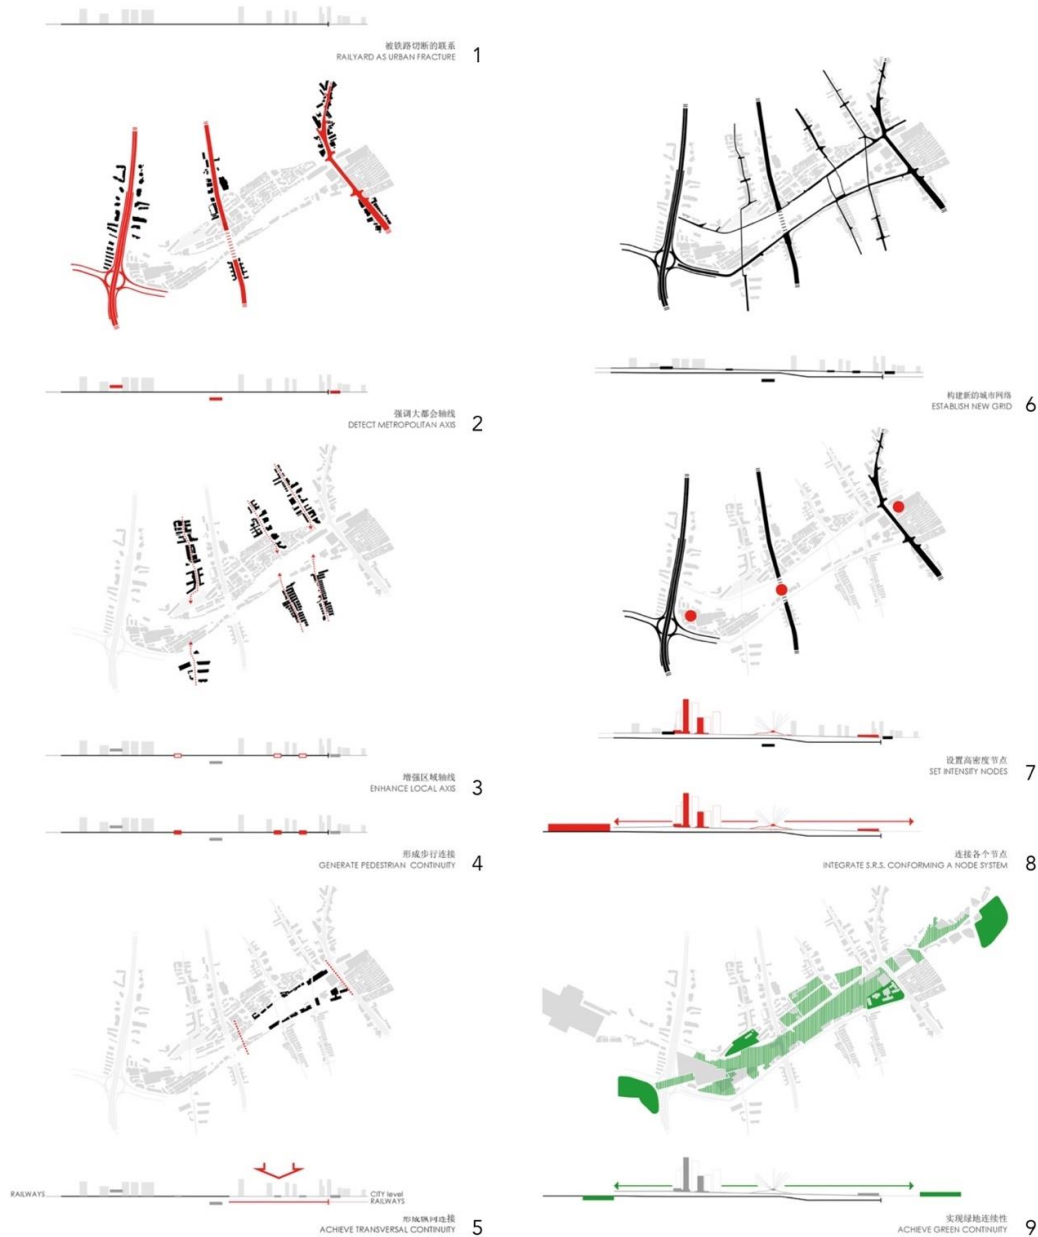 被铁路切断的联系
RAILYARD AS URBAN FRACTURE
1
强调大都会轴线
DETECT METROPOLITAN AXIS
2
增强区域轴线
ENHANCE LOCAL AXIS
3
形成步行连接
GENERATE PEDESTRIAN CONTINUITY
4
RAILWAYS
CITY level
RAILWAYS
形成纵向连接
ACHIEVE TRANSVERSAL CONTINUITY
5
构建新的城市网络
ESTABLISH NEW GRID
6
设置高密度节点
SET INTENSITY NODES
7
连接各个节点
INTEGRATE S.R.S. CONFORMING A NODE SYSTEM
8
实现绿地连续性
ACHIEVE GREEN CONTINUITY
9